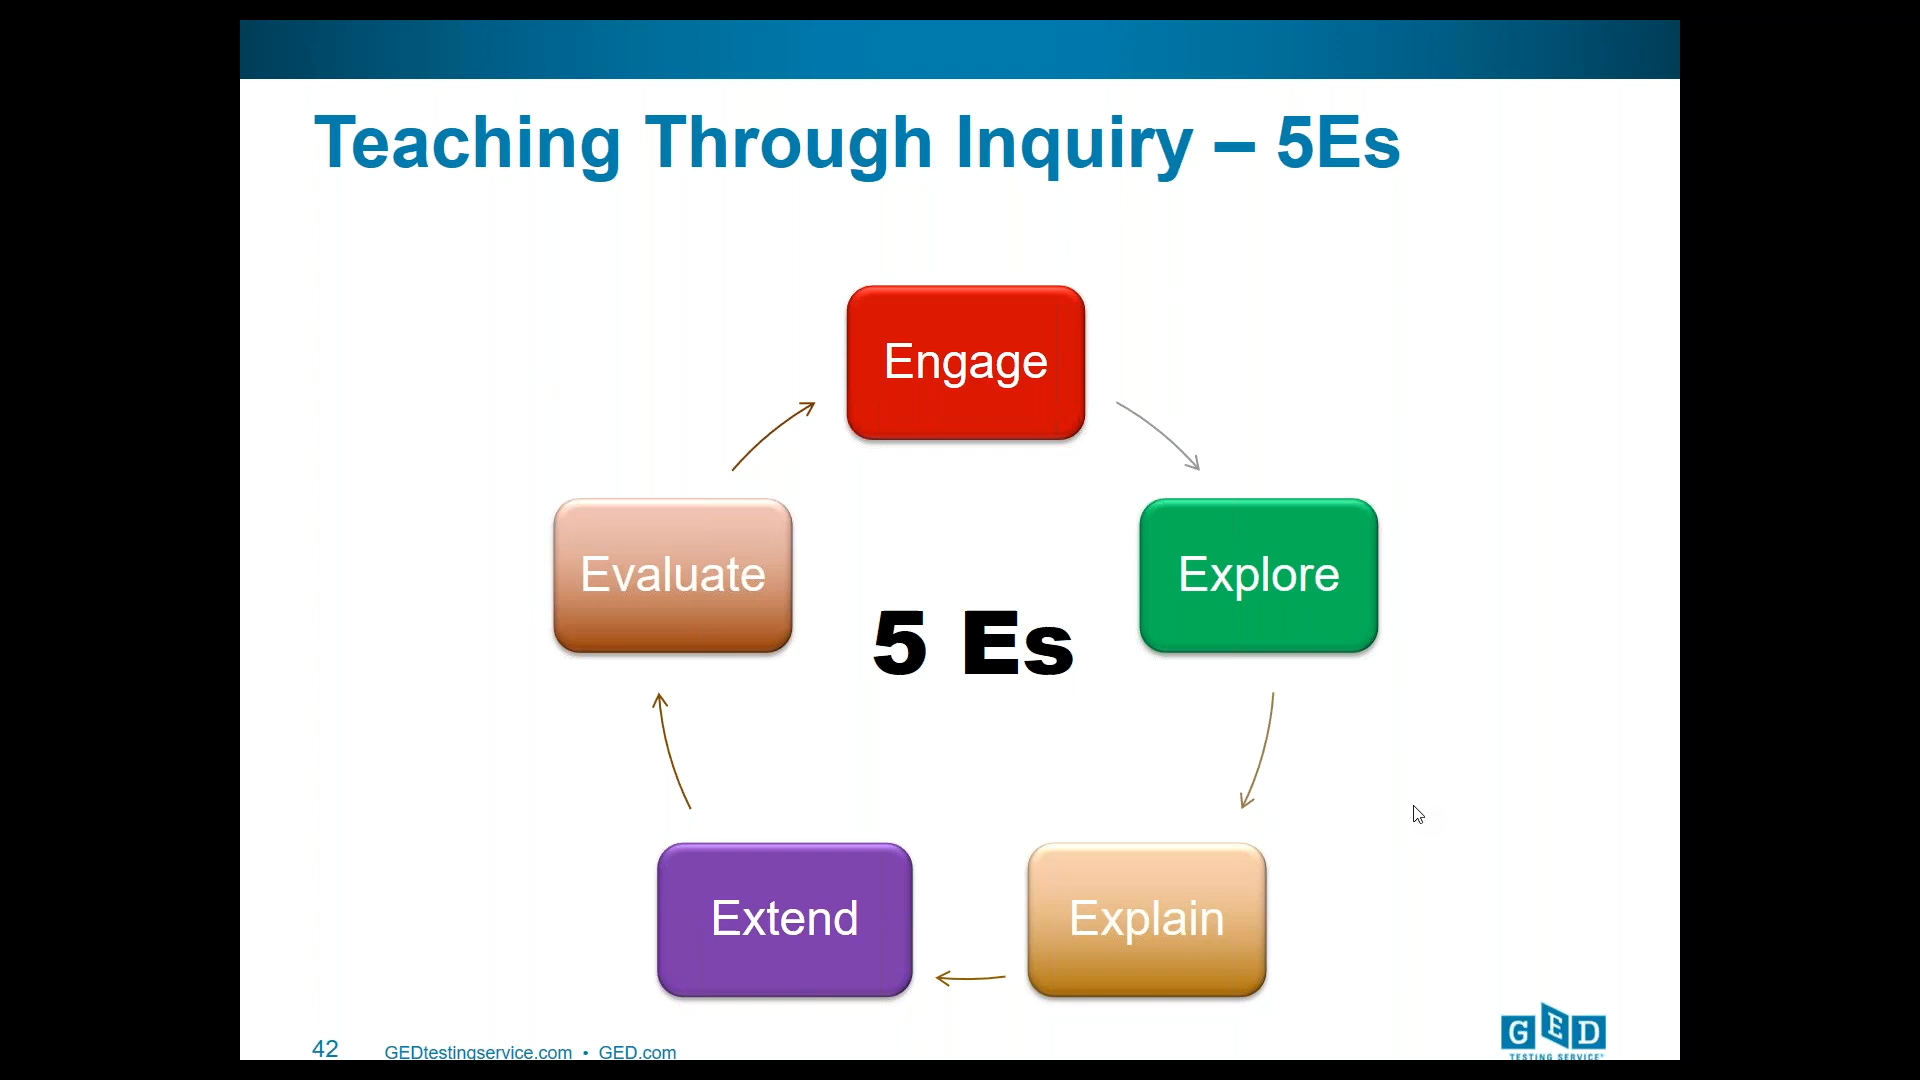 Teaching Through Inquiry – 5Es
Engage
Explore
Explain
Extend
Evaluate
5 Es
42
GEDtestingservice.com • GED.com
GED
TESTING SERVICE